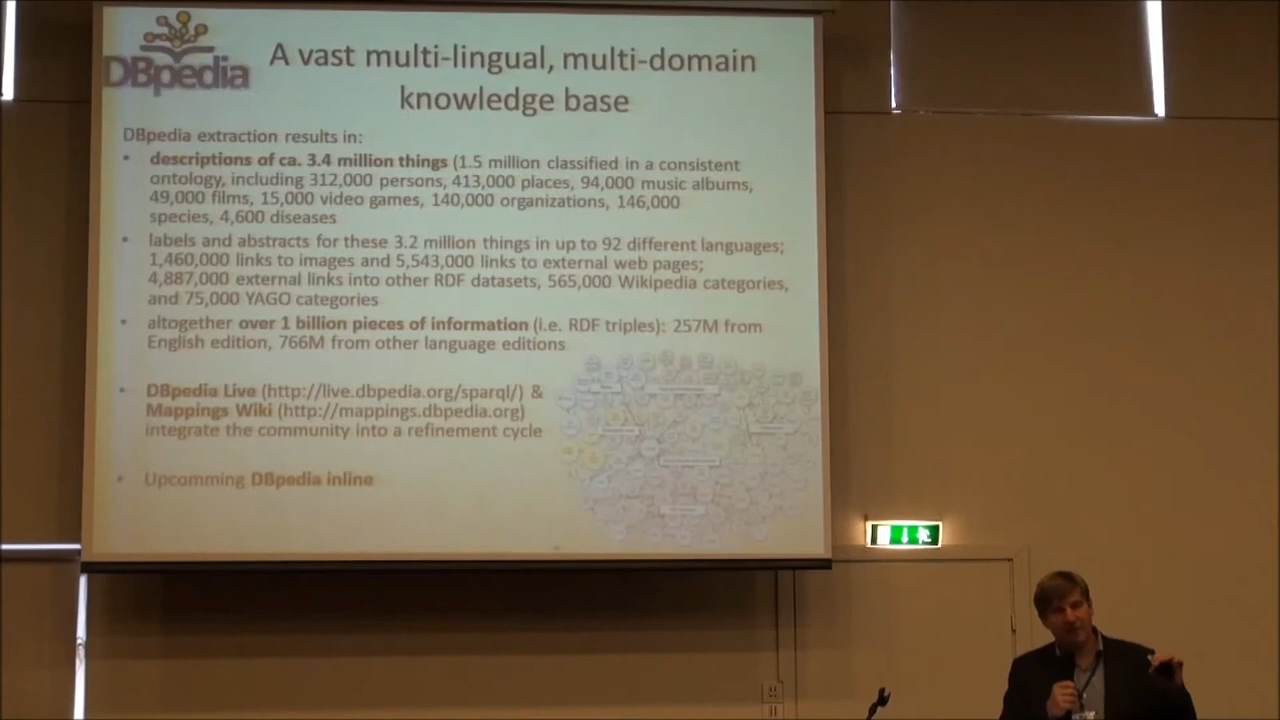 DBpedia
A vast multi-lingual, multi-domain
knowledge base
DBpedia extraction results in:
• descriptions of ca. 3.4 million things (1.5 million classified in a consistent
ontology, including 312,000 persons, 413,000 places, 94,000 music albums,
49,000 films, 15,000 video games, 140,000 organizations, 146,000
species, 4,600 diseases
• labels and abstracts for these 3.2 million things in up to 92 different languages;
1,460,000 links to images and 5,543,000 links to external web pages;
4,887,000 external links into other RDF datasets, 565,000 Wikipedia categories,
and 75,000 YAGO categories
• altogether over 1 billion pieces of information (i.e. RDF triples): 257M from
English edition, 766M from other language editions
• DBpedia Live (http://live.dbpedia.org/sparql/) &
Mappings Wiki (http://mappings.dbpedia.org)
integrate the community into a refinement cycle
• Upcomming DBpedia inline